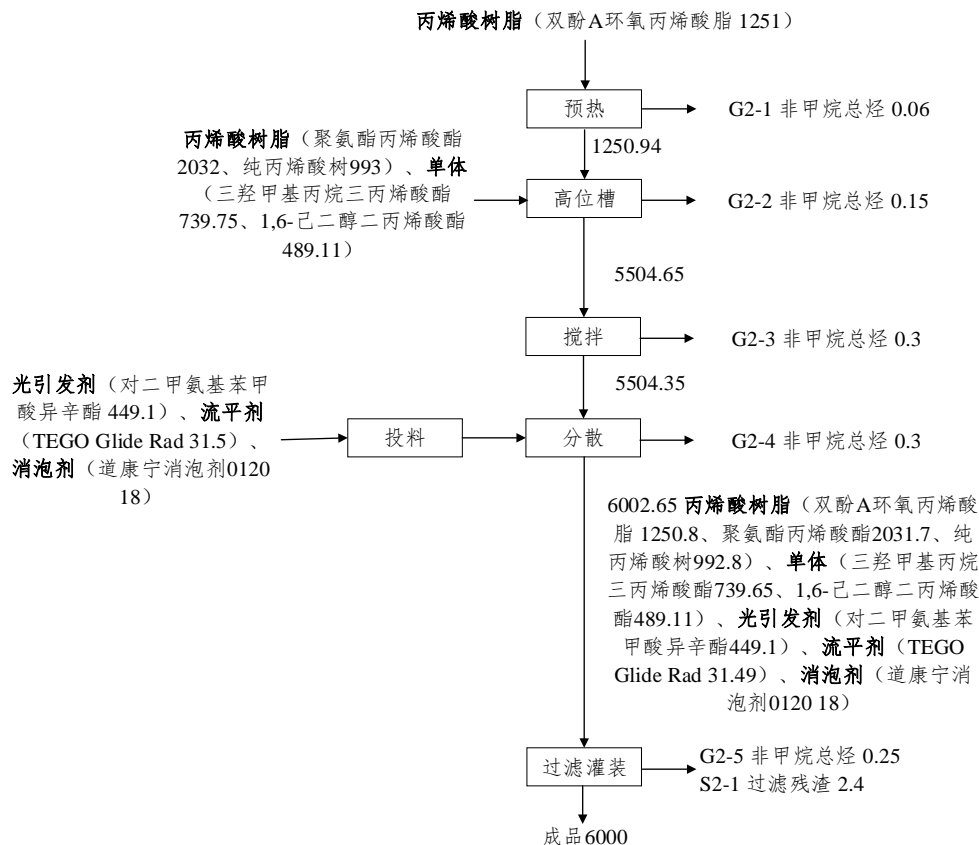 丙烯酸树脂（双酚A环氧丙烯酸脂 1251）
预热
G2-1 非甲烷总烃 0.06
1250.94
丙烯酸树脂（聚氨酯丙烯酸酯
2032、纯丙烯酸树993）、单体
（三羟甲基丙烷三丙烯酸酯
739.75、1,6-己二醇二丙烯酸酯
489.11）
高位槽
G2-2 非甲烷总烃 0.15
5504.65
搅拌
G2-3 非甲烷总烃 0.3
5504.35
光引发剂（对二甲氨基苯甲
酸异辛酯 449.1）、流平剂
（TEGO Glide Rad 31.5）、
消泡剂（道康宁消泡剂0120
18）
投料
分散
G2-4 非甲烷总烃 0.3
6002.65 丙烯酸树脂（双酚A环氧丙烯酸
脂 1250.8、聚氨酯丙烯酸酯2031.7、纯
丙烯酸树992.8）、单体（三羟甲基丙烷
三丙烯酸酯739.65、1,6-己二醇二丙烯酸
酯489.11）、光引发剂（对二甲氨基苯
甲酸异辛酯449.1）、流平剂（TEGO
Glide Rad 31.49）、消泡剂（道康宁消
泡剂0120 18）
过滤灌装
G2-5 非甲烷总烃 0.25
S2-1 过滤残渣 2.4
成品6000